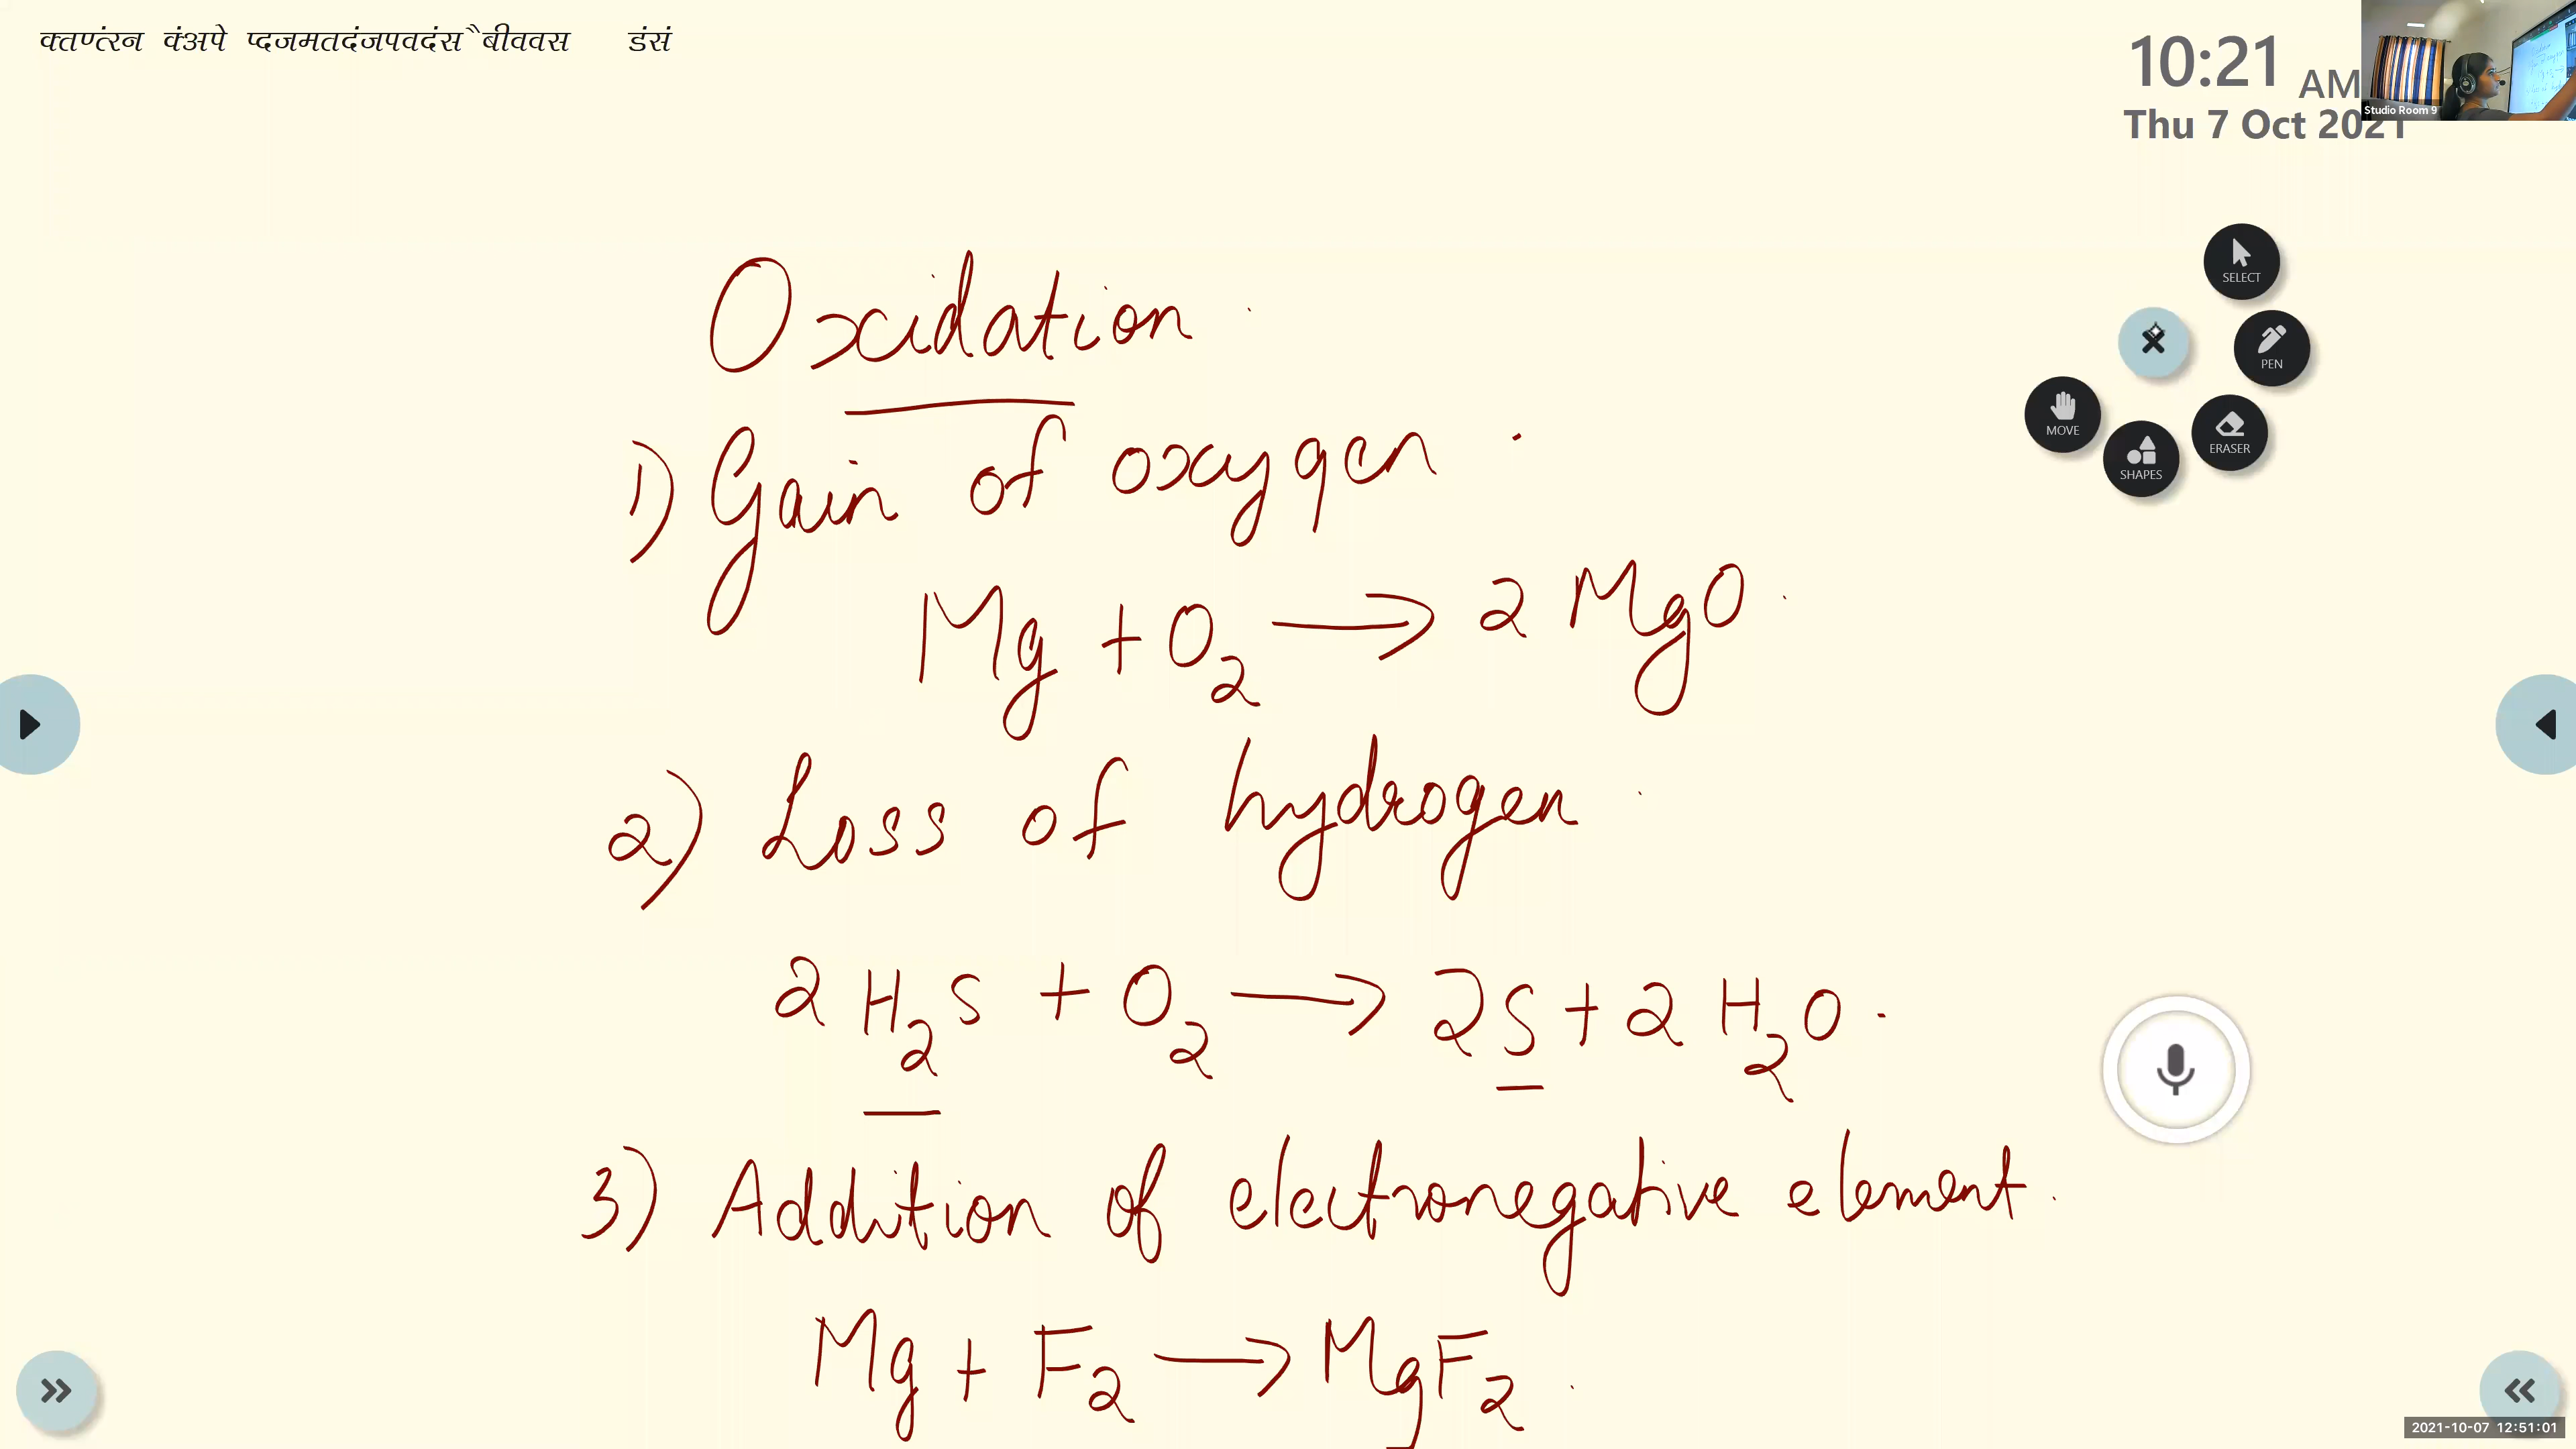 क्तण्तंरन क्ंअपे प्दजमतदंजपवदंस ैबीववस डंसं
10:21 AM
Studio Room 9
Thu 7 Oct 2021
SELECT
PEN
MOVE
ERASER
SHAPES
Oxidation
1) Gain of oxygen
Mg + O2 → 2 MgO
2) Loss of hydrogen
2 H2S + O2 → 2S + 2 H2O
3) Addition of electronegative element
Mg + F2 → MgF2
2021-10-07 12:51:01